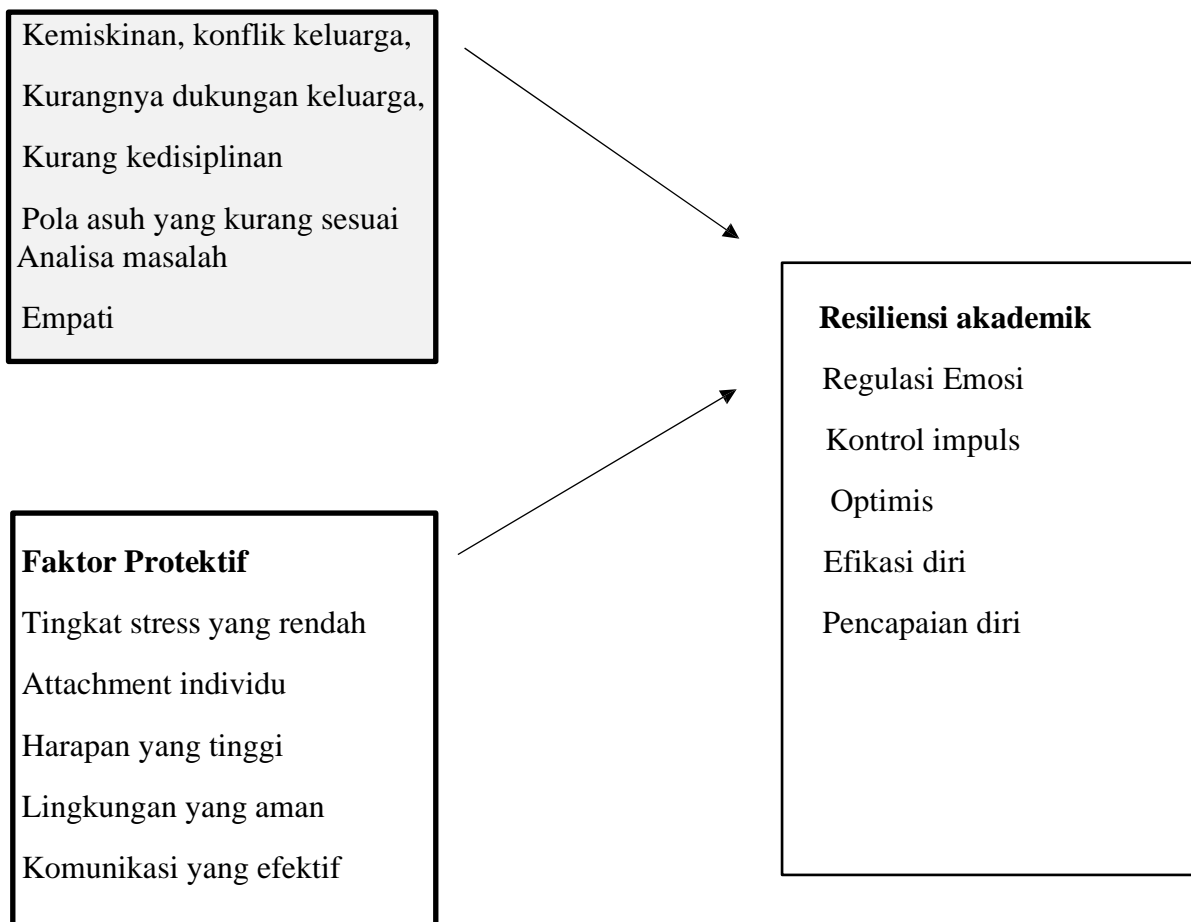 Kemiskinan, konflik keluarga,
Kurangnya dukungan keluarga,
Kurang kedisiplinan
Pola asuh yang kurang sesuai
Analisa masalah
Empati
Faktor Protektif
Tingkat stress yang rendah
Attachment individu
Harapan yang tinggi
Lingkungan yang aman
Komunikasi yang efektif
Resiliensi akademik
Regulasi Emosi
Kontrol impuls
Optimis
Efikasi diri
Pencapaian diri